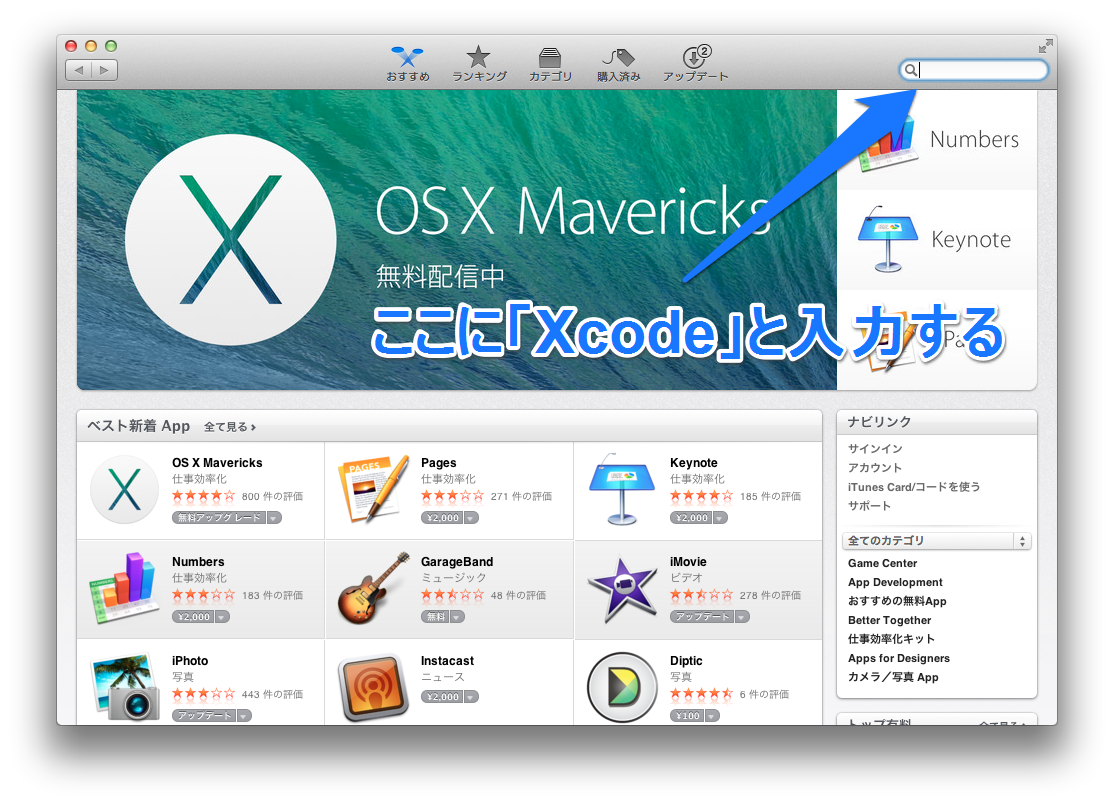 おすすめ ランキング カテゴリ 購入済み アップデート
2
OS X Mavericks
無料配信中
Numbers
Keynote
ここに「Xcode」と入力する
ベスト新着 App 全て見る
OS X Mavericks
仕事効率化
800 件の評価
無料アップグレード
PAGES
Pages
仕事効率化
271 件の評価
¥2,000
Keynote
仕事効率化
185 件の評価
¥2,000
Numbers
仕事効率化
183 件の評価
¥2,000
GarageBand
ミュージック
48 件の評価
無料
iMovie
ビデオ
278 件の評価
アップデート
iPhoto
写真
443 件の評価
アップデート
Instacast
ニュース
¥2,000
Diptic
写真
6 件の評価
¥100
ナビリンク
サインイン
アカウント
iTunes Card/コードを使う
サポート
全てのカテゴリ
Game Center
App Development
おすすめの無料App
Better Together
仕事効率化キット
Apps for Designers
カメラ／写真 App
トップ有料 全て見る